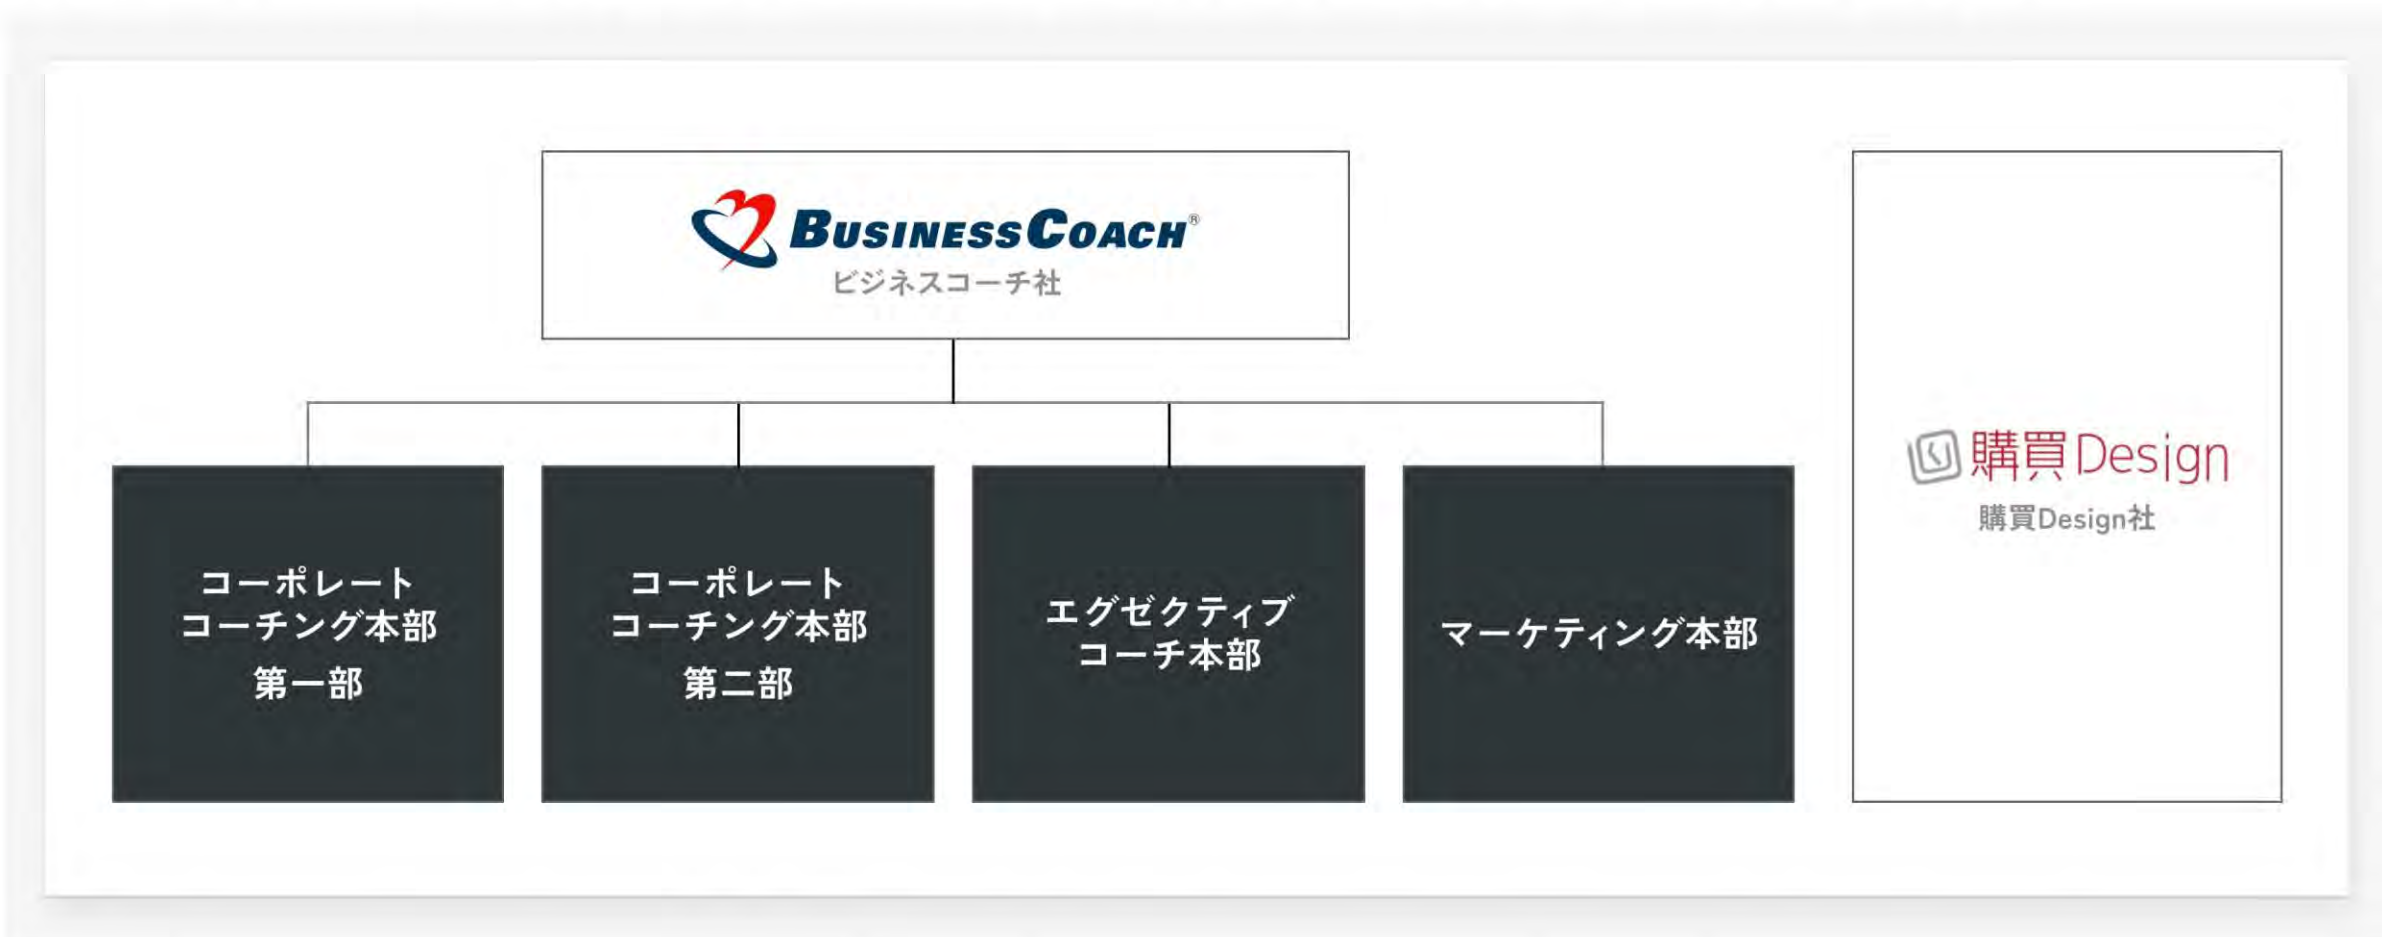 BUSINESSCOACH®
ビジネスコーチ社
コーポレート
コーチング本部
第一部
コーポレート
コーチング本部
第二部
エグゼクティブ
コーチ本部
マーケティング本部
購買Design
購買Design社